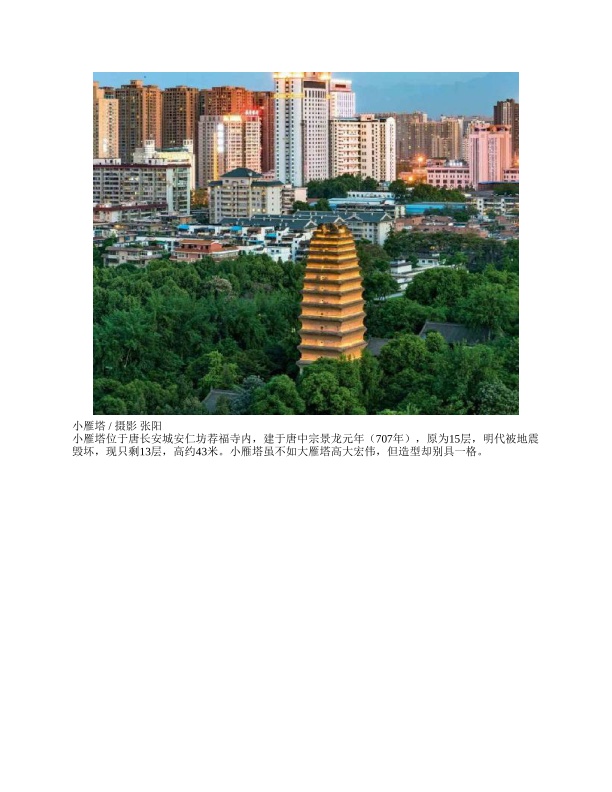 小雁塔 / 摄影 张阳
小雁塔位于唐长安城安仁坊荐福寺内，建于唐中宗景龙元年（707年），原为15层，明代被地震
毁坏，现只剩13层，高约43米。小雁塔虽不如大雁塔高大宏伟，但造型却别具一格。